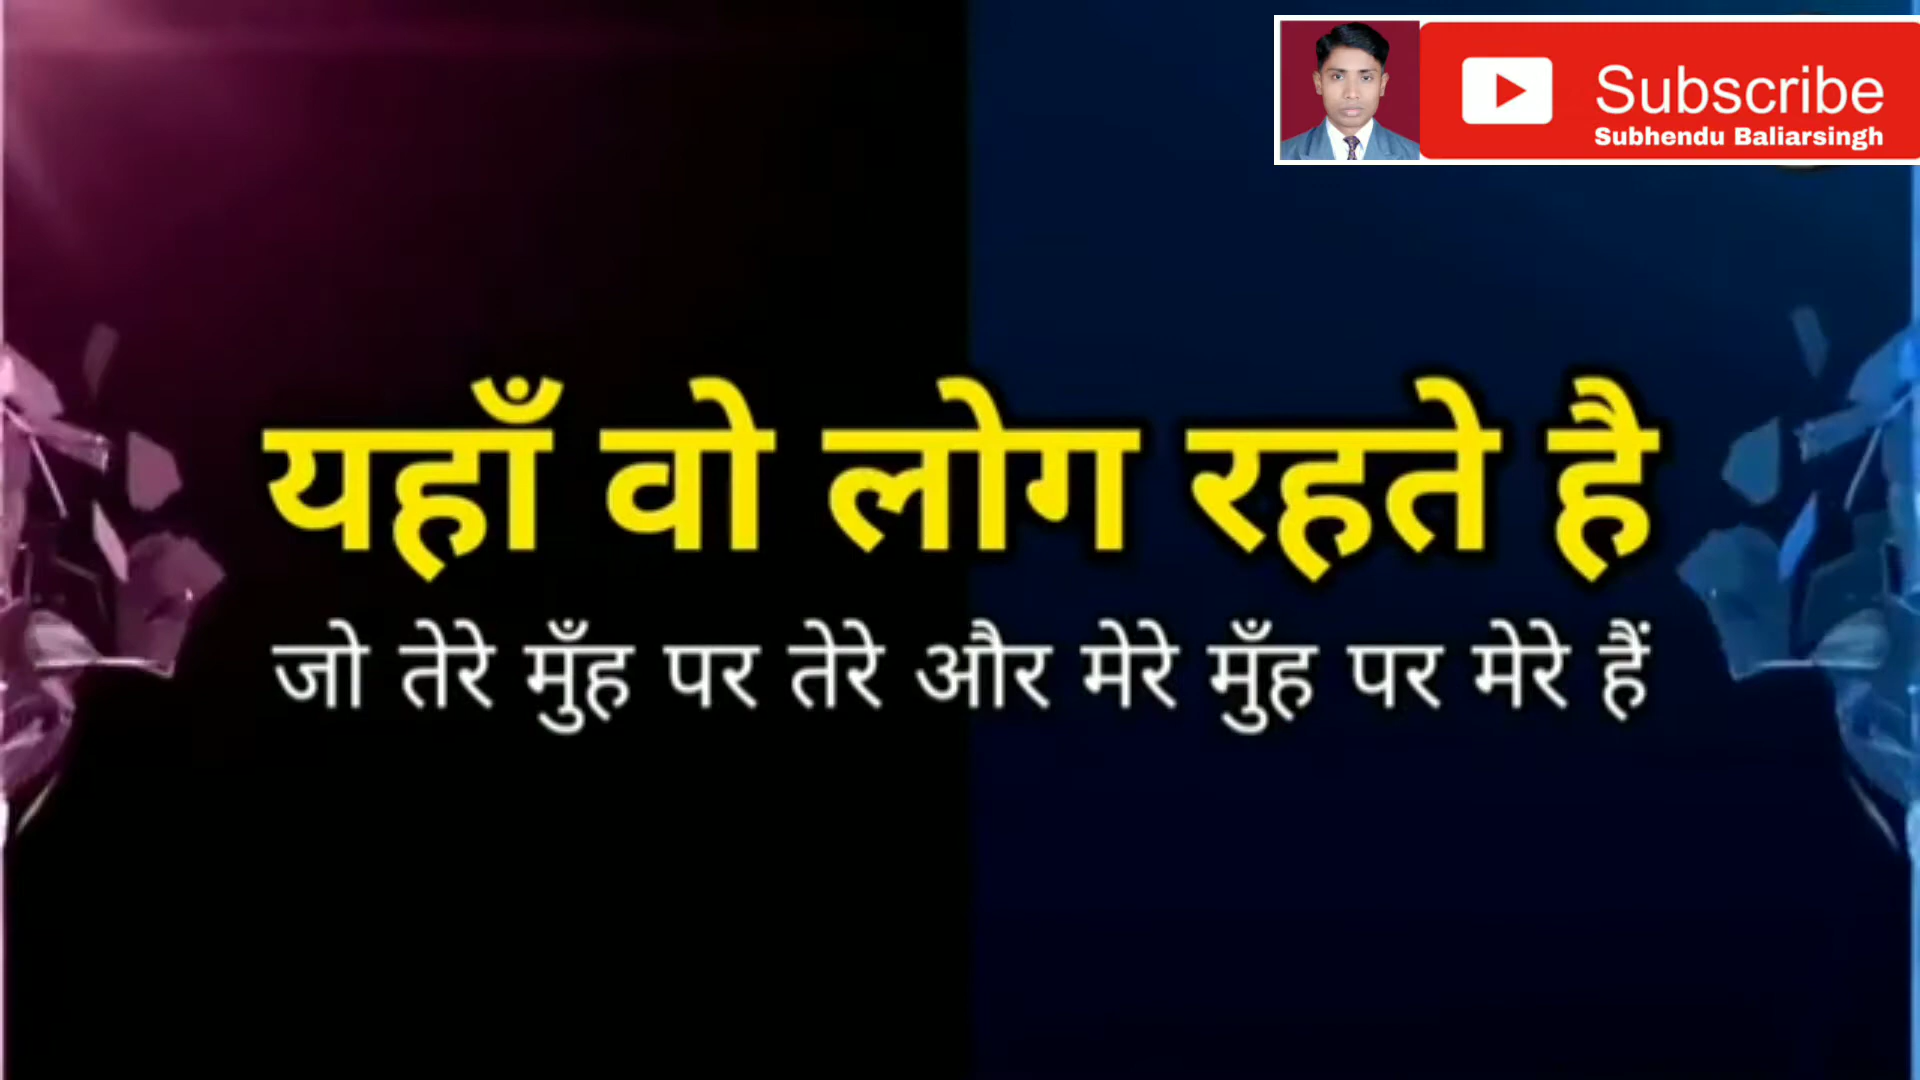 Subscribe
Subhendu Baliarsingh
यहाँ वो लोग रहते है
जो तेरे मुँह पर तेरे और मेरे मुँह पर मेरे हैं